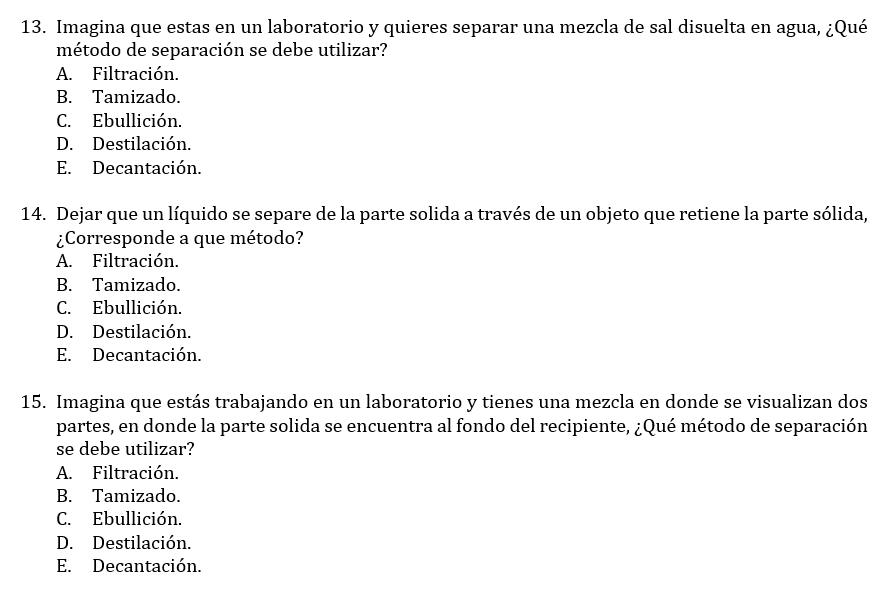 13. Imagina que estas en un laboratorio y quieres separar una mezcla de sal disuelta en agua, ¿Qué
método de separación se debe utilizar?
A. Filtración.
B. Tamizado.
C. Ebullición.
D. Destilación.
E. Decantación.
14. Dejar que un líquido se separe de la parte solida a través de un objeto que retiene la parte sólida,
¿Corresponde a que método?
A. Filtración.
B. Tamizado.
C. Ebullición.
D. Destilación.
E. Decantación.
15. Imagina que estás trabajando en un laboratorio y tienes una mezcla en donde se visualizan dos
partes, en donde la parte solida se encuentra al fondo del recipiente, ¿Qué método de separación
se debe utilizar?
A. Filtración.
B. Tamizado.
C. Ebullición.
D. Destilación.
E. Decantación.